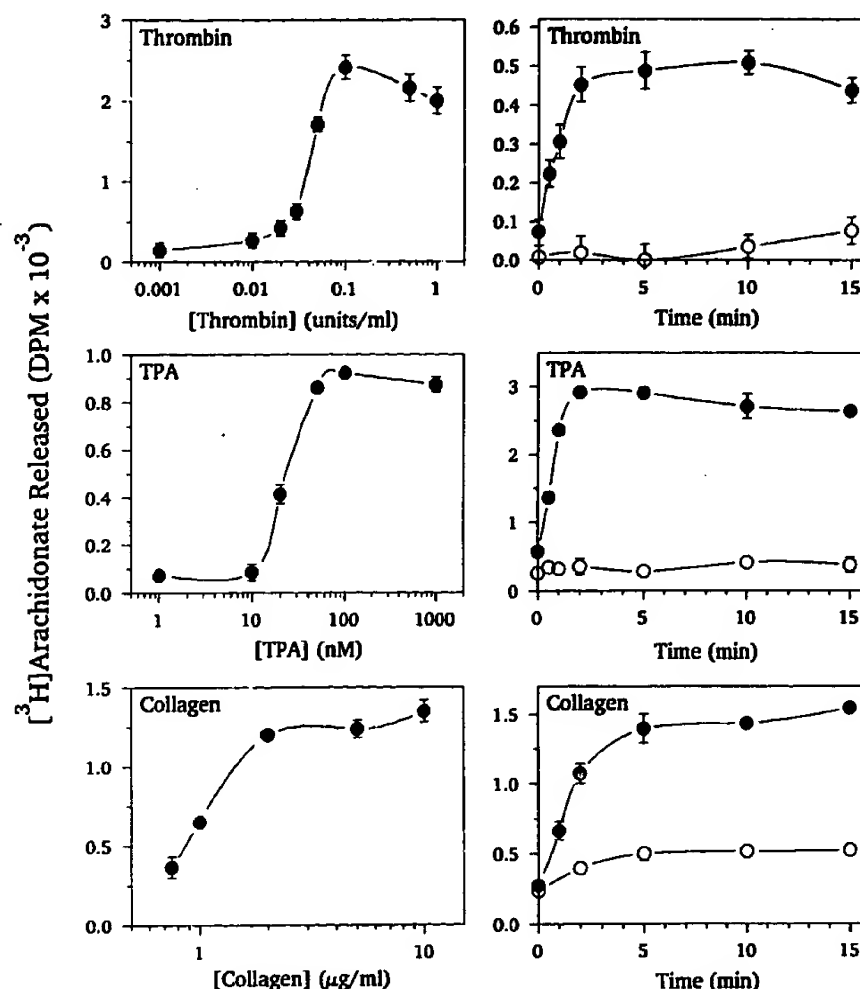 [³H]Arachidonate Released (DPM x 10⁻³)
Thrombin
3
2
1
0
0.001 0.01 0.1 1
[Thrombin] (units/ml)
Thrombin
0.6
0.5
0.4
0.3
0.2
0.1
0.0
0 5 10 15
Time (min)
TPA
1.0
0.8
0.6
0.4
0.2
0.0
1 10 100 1000
[TPA] (nM)
TPA
3
2
1
0
0 5 10 15
Time (min)
Collagen
1.5
1.0
0.5
0.0
1 10
[Collagen] (μg/ml)
Collagen
1.5
1.0
0.5
0.0
0 5 10 15
Time (min)